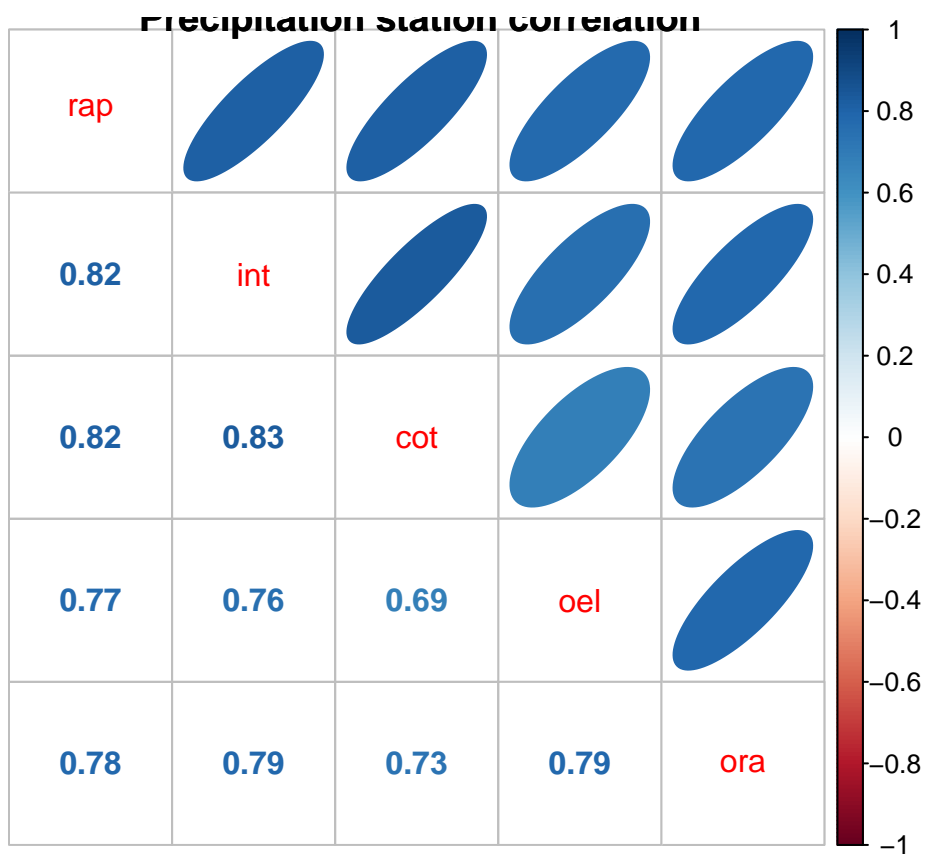 Precipitation station correlation
rap
0.82 int
0.82 0.83 cot
0.77 0.76 0.69 oel
0.78 0.79 0.73 0.79 ora
1
0.8
0.6
0.4
0.2
0
−0.2
−0.4
−0.6
−0.8
−1